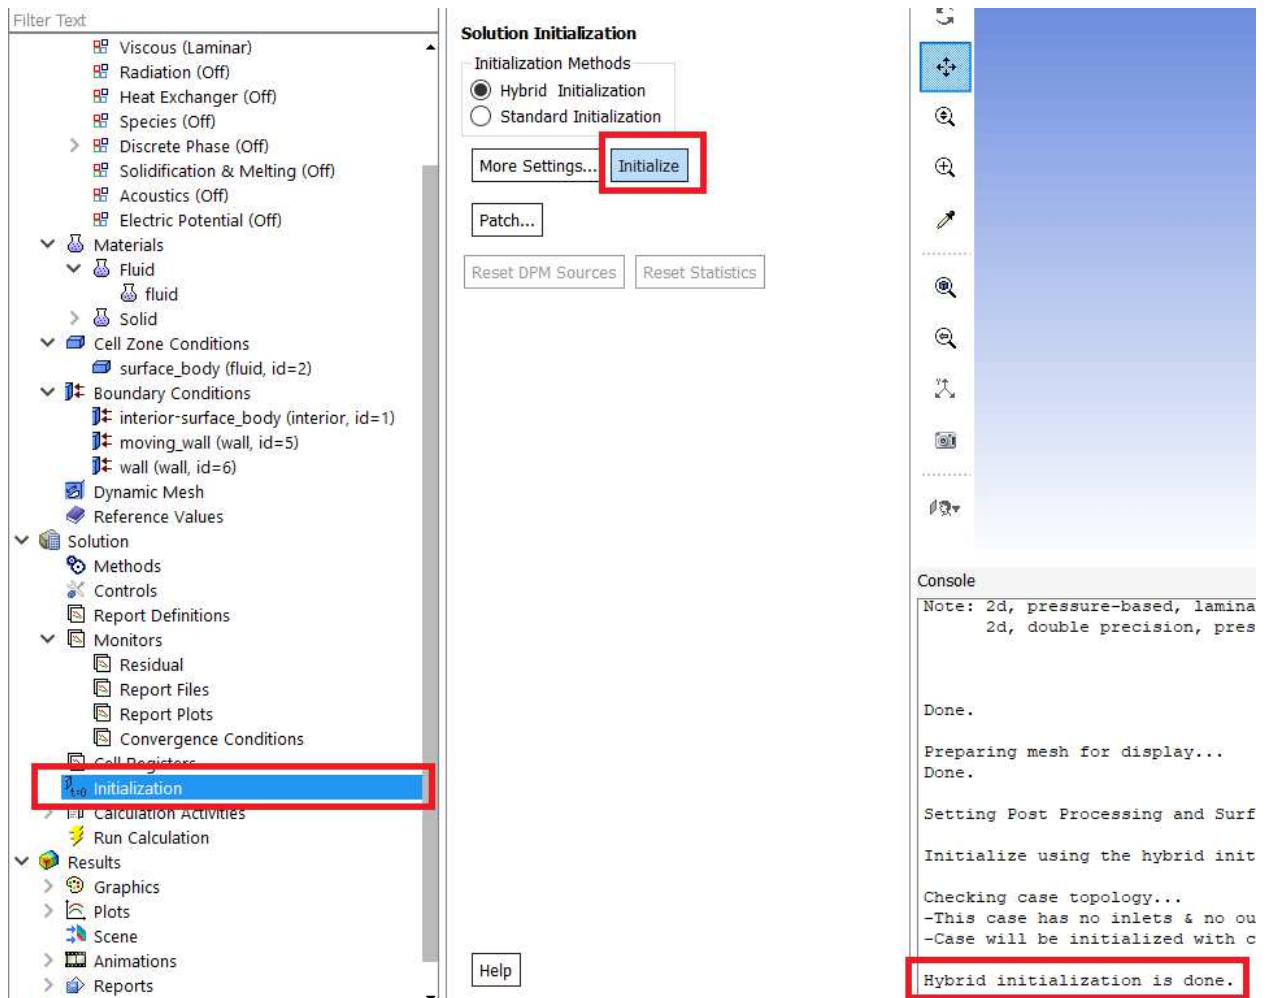 Filter Text
Viscous (Laminar)
Radiation (Off)
Heat Exchanger (Off)
Species (Off)
Discrete Phase (Off)
Solidification & Melting (Off)
Acoustics (Off)
Electric Potential (Off)
Materials
Fluid
fluid
Solid
Cell Zone Conditions
surface_body (fluid, id=2)
Boundary Conditions
interior-surface_body (interior, id=1)
moving_wall (wall, id=5)
wall (wall, id=6)
Dynamic Mesh
Reference Values
Solution
Methods
Controls
Report Definitions
Monitors
Residual
Report Files
Report Plots
Convergence Conditions
Cell Registers
t=0 Initialization
Calculation Activities
Run Calculation
Results
Graphics
Plots
Scene
Animations
Reports
Solution Initialization
Initialization Methods
Hybrid Initialization
Standard Initialization
More Settings... Initialize
Patch...
Reset DPM Sources Reset Statistics
Help
Console
Note: 2d, pressure-based, lamina
2d, double precision, pres
Done.
Preparing mesh for display...
Done.
Setting Post Processing and Surf
Initialize using the hybrid init
Checking case topology...
-This case has no inlets & no ou
-Case will be initialized with c
Hybrid initialization is done.